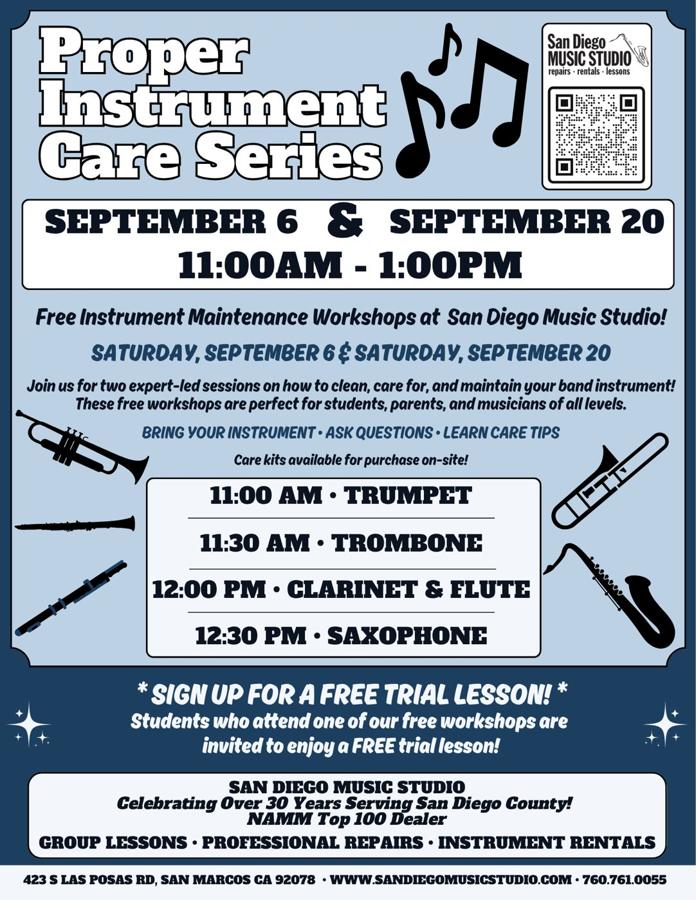 Proper
Instrument
Care Series
San Diego
MUSIC STUDIO
repairs · rentals · lessons
SEPTEMBER 6 & SEPTEMBER 20
11:00AM - 1:00PM
Free Instrument Maintenance Workshops at San Diego Music Studio!
SATURDAY, SEPTEMBER 6 & SATURDAY, SEPTEMBER 20
Join us for two expert-led sessions on how to clean, care for, and maintain your band instrument!
These free workshops are perfect for students, parents, and musicians of all levels.
BRING YOUR INSTRUMENT • ASK QUESTIONS • LEARN CARE TIPS
Care kits available for purchase on-site!
11:00 AM • TRUMPET
11:30 AM • TROMBONE
12:00 PM • CLARINET & FLUTE
12:30 PM • SAXOPHONE
* SIGN UP FOR A FREE TRIAL LESSON! *
Students who attend one of our free workshops are
invited to enjoy a FREE trial lesson!
SAN DIEGO MUSIC STUDIO
Celebrating Over 30 Years Serving San Diego County!
NAMM Top 100 Dealer
GROUP LESSONS • PROFESSIONAL REPAIRS • INSTRUMENT RENTALS
423 S LAS POSAS RD, SAN MARCOS CA 92078 • WWW.SANDIEGOMUSICSTUDIO.COM • 760.761.0055